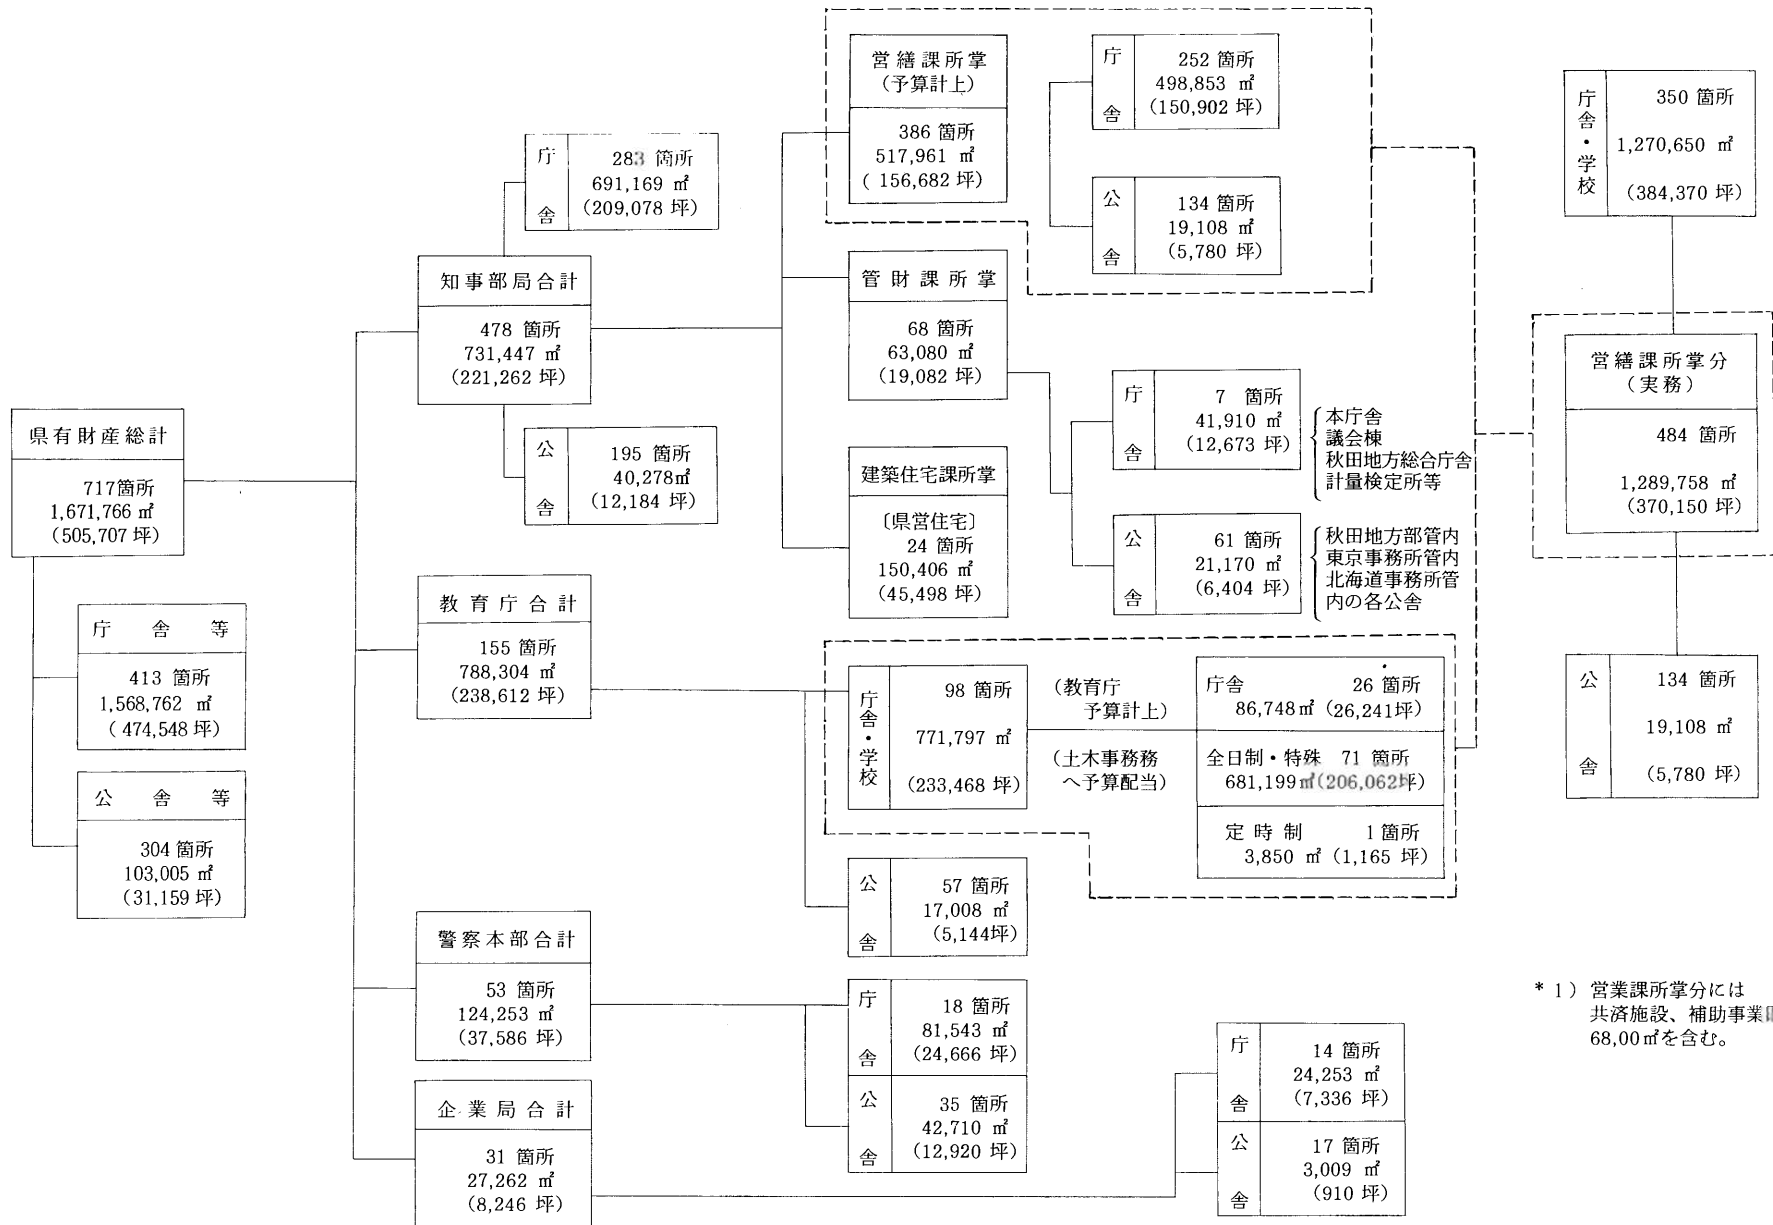 県有財産総計
717箇所
1,671,766 ㎡
(505,707 坪)
庁舎等
413 箇所
1,568,762 ㎡
(474,548 坪)
公舎等
304 箇所
103,005 ㎡
(31,159 坪)
庁舎
283 箇所
691,169 ㎡
(209,078 坪)
知事部局合計
478 箇所
731,447 ㎡
(221,262 坪)
公舎
195 箇所
40,278㎡
(12,184 坪)
教育庁合計
155 箇所
788,304 ㎡
(238,612 坪)
警察本部合計
53 箇所
124,253 ㎡
(37,586 坪)
企業局合計
31 箇所
27,262 ㎡
(8,246 坪)
営繕課所掌
(予算計上)
386 箇所
517,961 ㎡
( 156,682 坪)
庁舎
252 箇所
498,853 ㎡
(150,902 坪)
公舎
134 箇所
19,108 ㎡
(5,780 坪)
管財課所掌
68 箇所
63,080 ㎡
(19,082 坪)
庁舎
7 箇所
41,910 ㎡
(12,673 坪)
本庁舎
議会棟
秋田地方総合庁舎
計量検定所等
公舎
61 箇所
21,170 ㎡
(6,404 坪)
秋田地方部管内
東京事務所管内
北海道事務所管
内の各公舎
建築住宅課所掌
〔県営住宅〕
24 箇所
150,406 ㎡
(45,498 坪)
庁舎・学校
98 箇所
771,797 ㎡
(233,468 坪)
(教育庁
予算計上)
(土木事務務
へ予算配当)
庁舎 26 箇所
86,748㎡ (26,241坪)
全日制・特殊 71 箇所
681,199㎡(206,062坪)
定時制 1 箇所
3,850 ㎡ (1,165 坪)
公舎
57 箇所
17,008 ㎡
(5,144坪)
庁舎
18 箇所
81,543 ㎡
(24,666 坪)
公舎
35 箇所
42,710 ㎡
(12,920 坪)
庁舎
14 箇所
24,253 ㎡
(7,336 坪)
公舎
17 箇所
3,009 ㎡
(910 坪)
庁舎・学校
350 箇所
1,270,650 ㎡
(384,370 坪)
営繕課所掌分
(実務)
484 箇所
1,289,758 ㎡
(370,150 坪)
公舎
134 箇所
19,108 ㎡
(5,780 坪)
* 1) 営業課所掌分には
共済施設、補助事業
68,00㎡を含む。